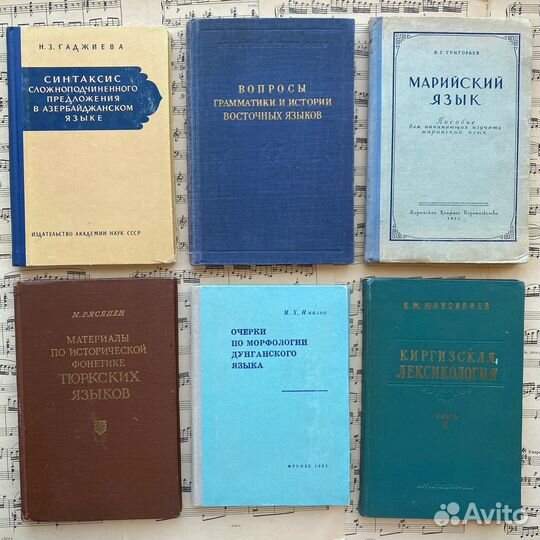 Н. З. ГАДЖИЕВА
СИНТАКСИС
СЛОЖНОПОДЧИНЕННОГО
ПРЕДЛОЖЕНИЯ
В АЗЕРБАЙДЖАНСКОМ
ЯЗЫКЕ
ИЗДАТЕЛЬСТВО АКАДЕМИИ НАУК СССР
ВОПРОСЫ
ГРАММАТИКИ И ИСТОРИИ
ВОСТОЧНЫХ ЯЗЫКОВ
Я. Г. ГРИГОРЬЕВ
МАРИЙСКИЙ
ЯЗЫК
Пособие
для начинающих изучать
марийский язык
Марийское Книжное Издательство
М. РЯСЯНЕН
МАТЕРИАЛЫ
ПО ИСТОРИЧЕСКОЙ
ФОНЕТИКЕ
ТЮРКСКИХ
ЯЗЫКОВ
М. Х. Имазов
ОЧЕРКИ
ПО МОРФОЛОГИИ
ДУНГАНСКОГО
ЯЗЫКА
ФРУНЗЕ 1982
Б. М. ЮНУСАЛИЕВ
КИРГИЗСКАЯ
ЛЕКСИКОЛОГИЯ
ЧАСТЬ
Avito